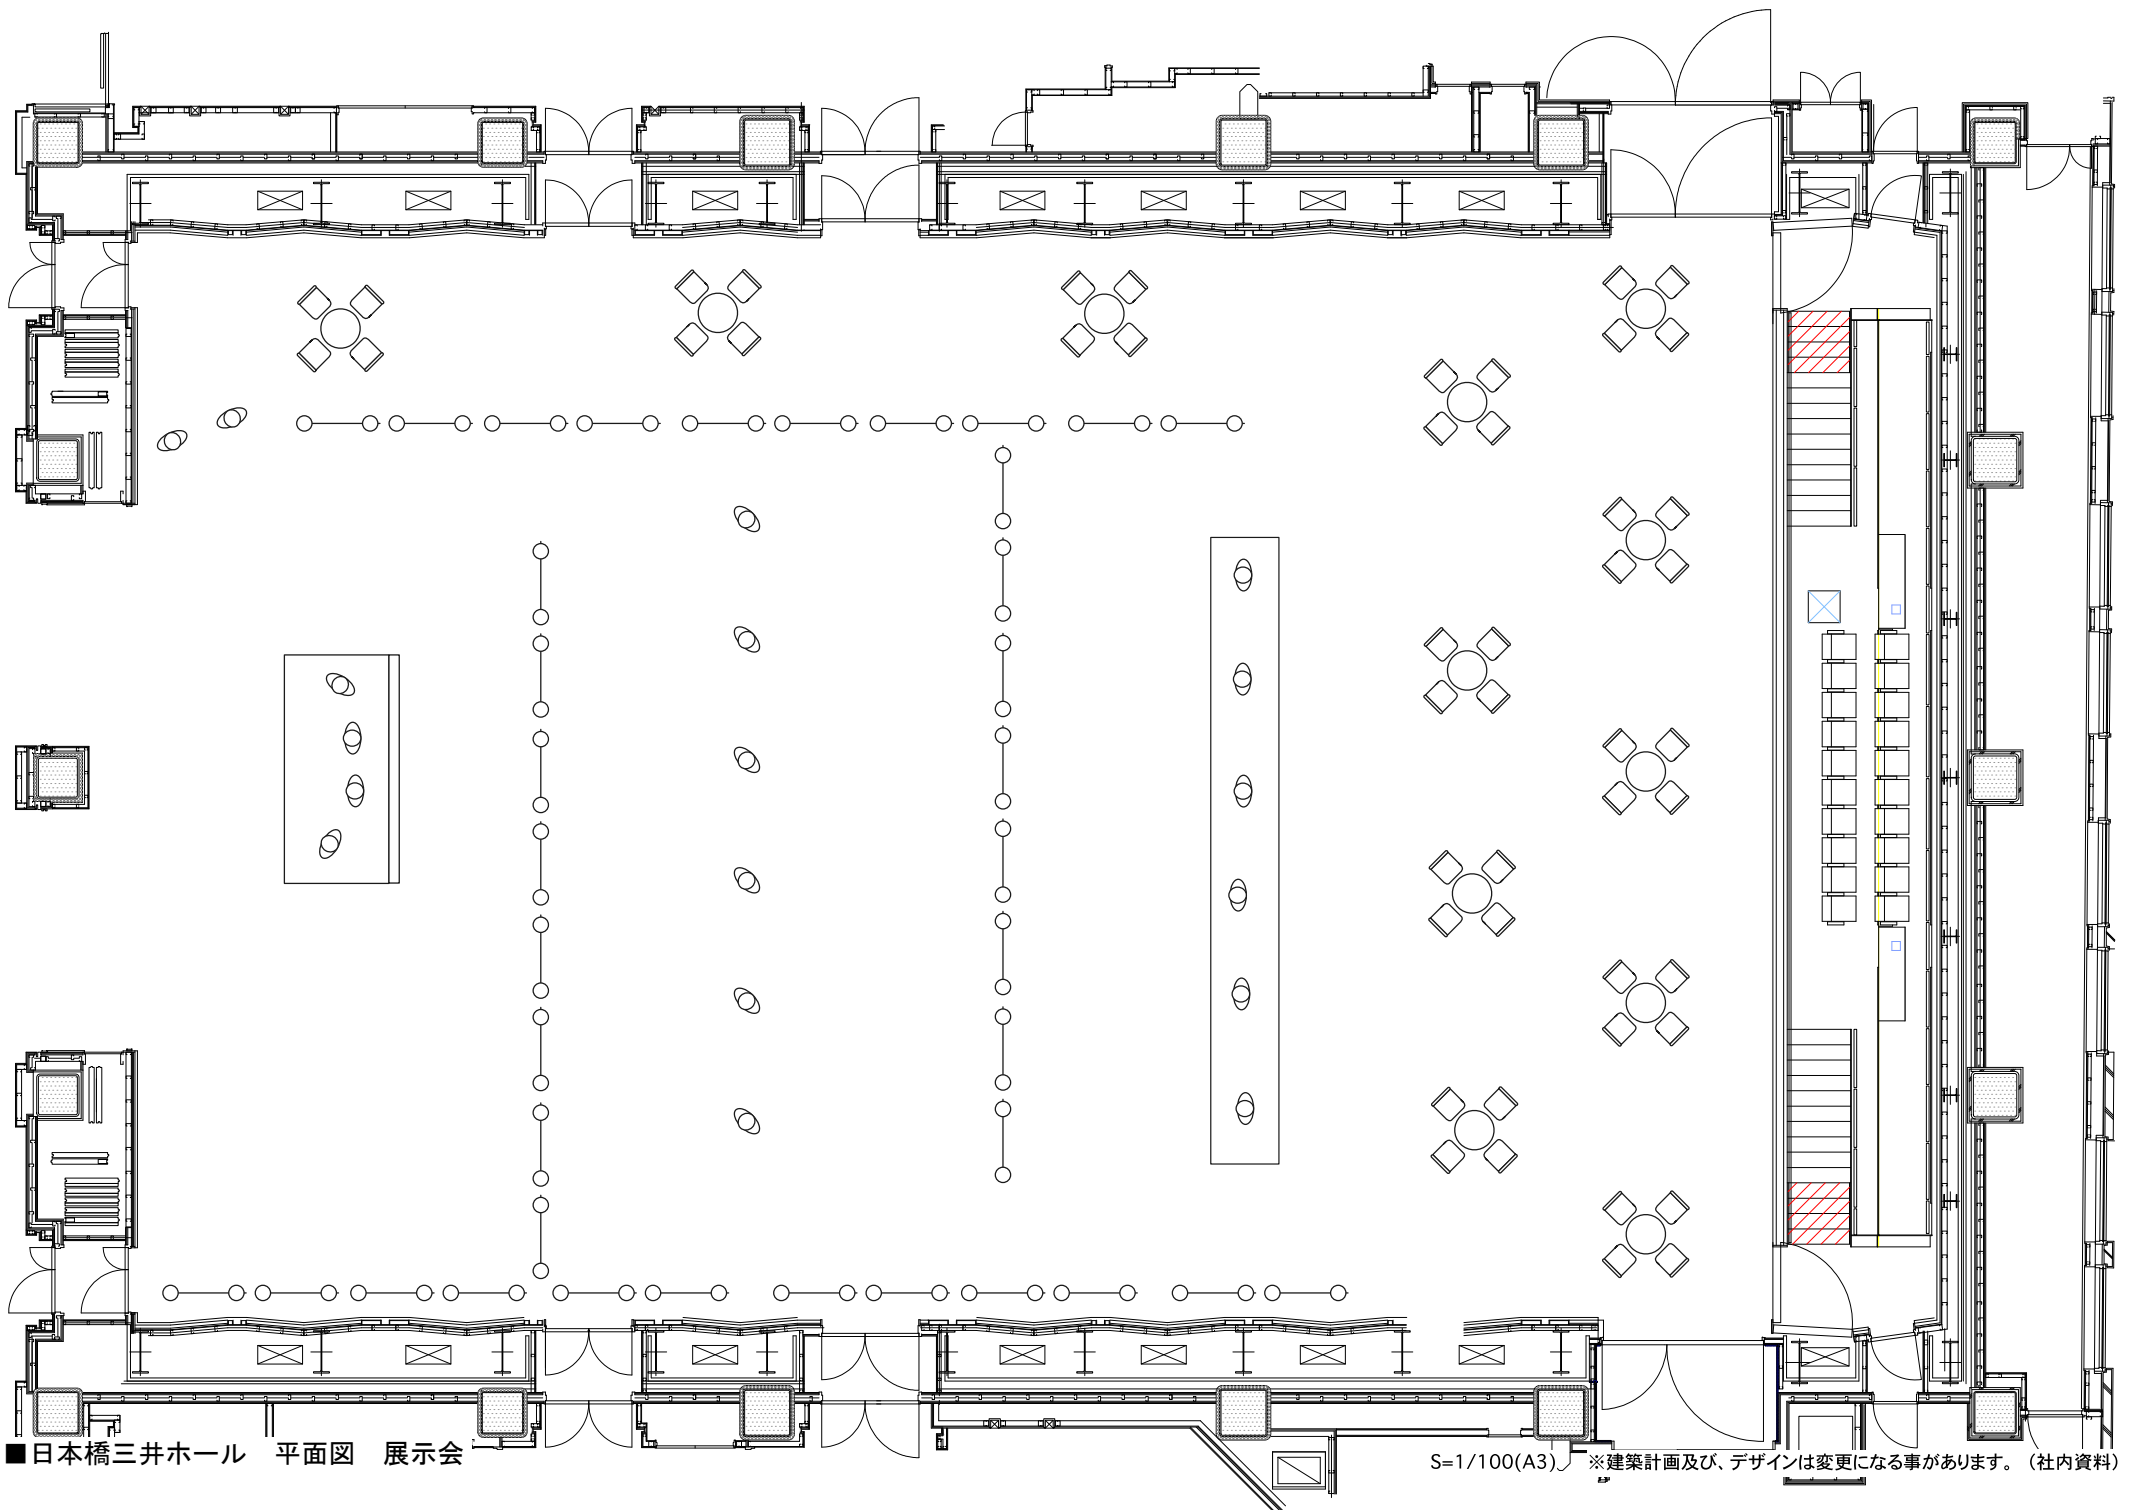 ■日本橋三井ホール　平面図　展示会
S=1/100(A3)　※建築計画及び、デザインは変更になる事があります。（社内資料）